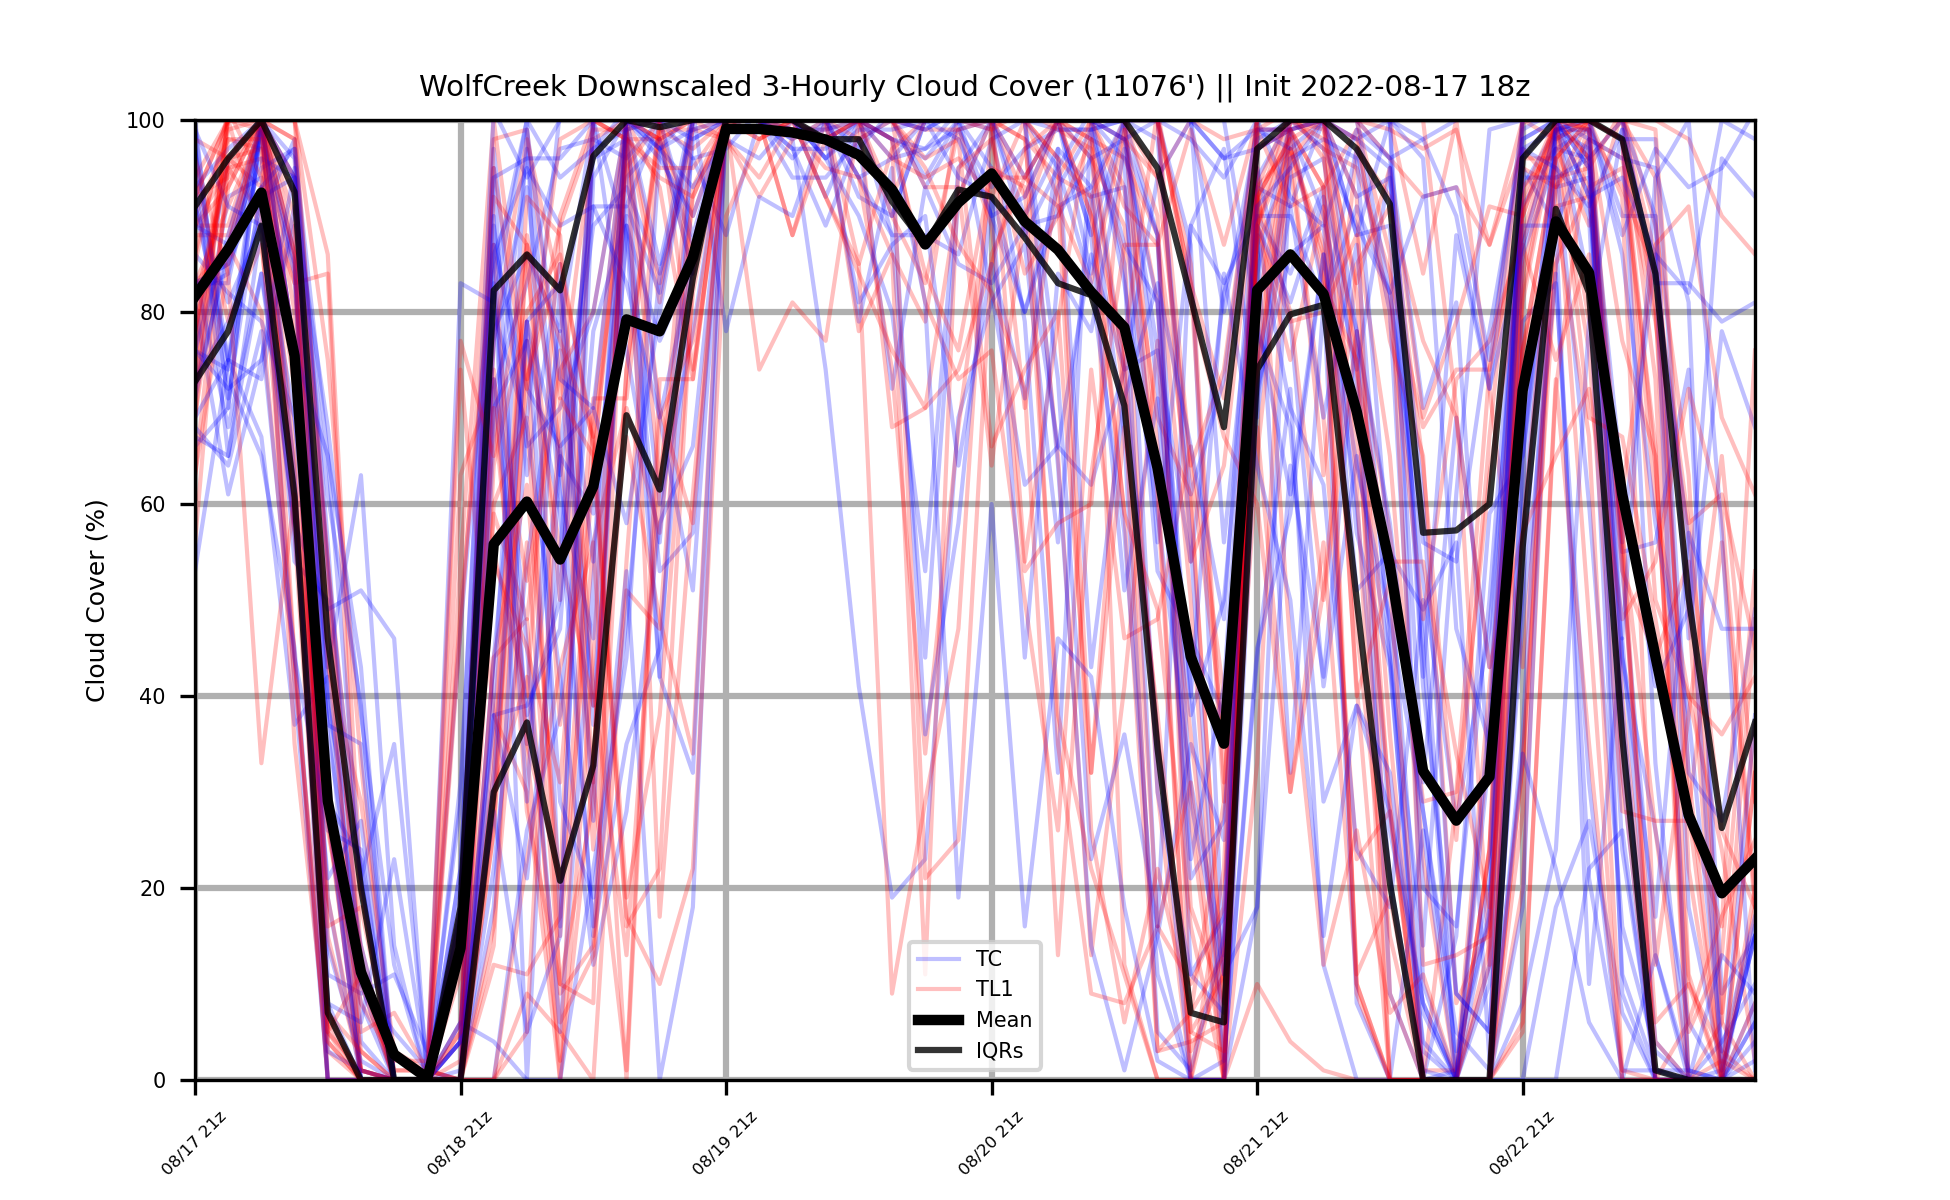 WolfCreek Downscaled 3-Hourly Cloud Cover (11076') || Init 2022-08-17 18z
Cloud Cover (%)
100
80
60
40
20
0
TC
TL1
Mean
IQRs
08/17 21z
08/18 21z
08/19 21z
08/20 21z
08/21 21z
08/22 21z